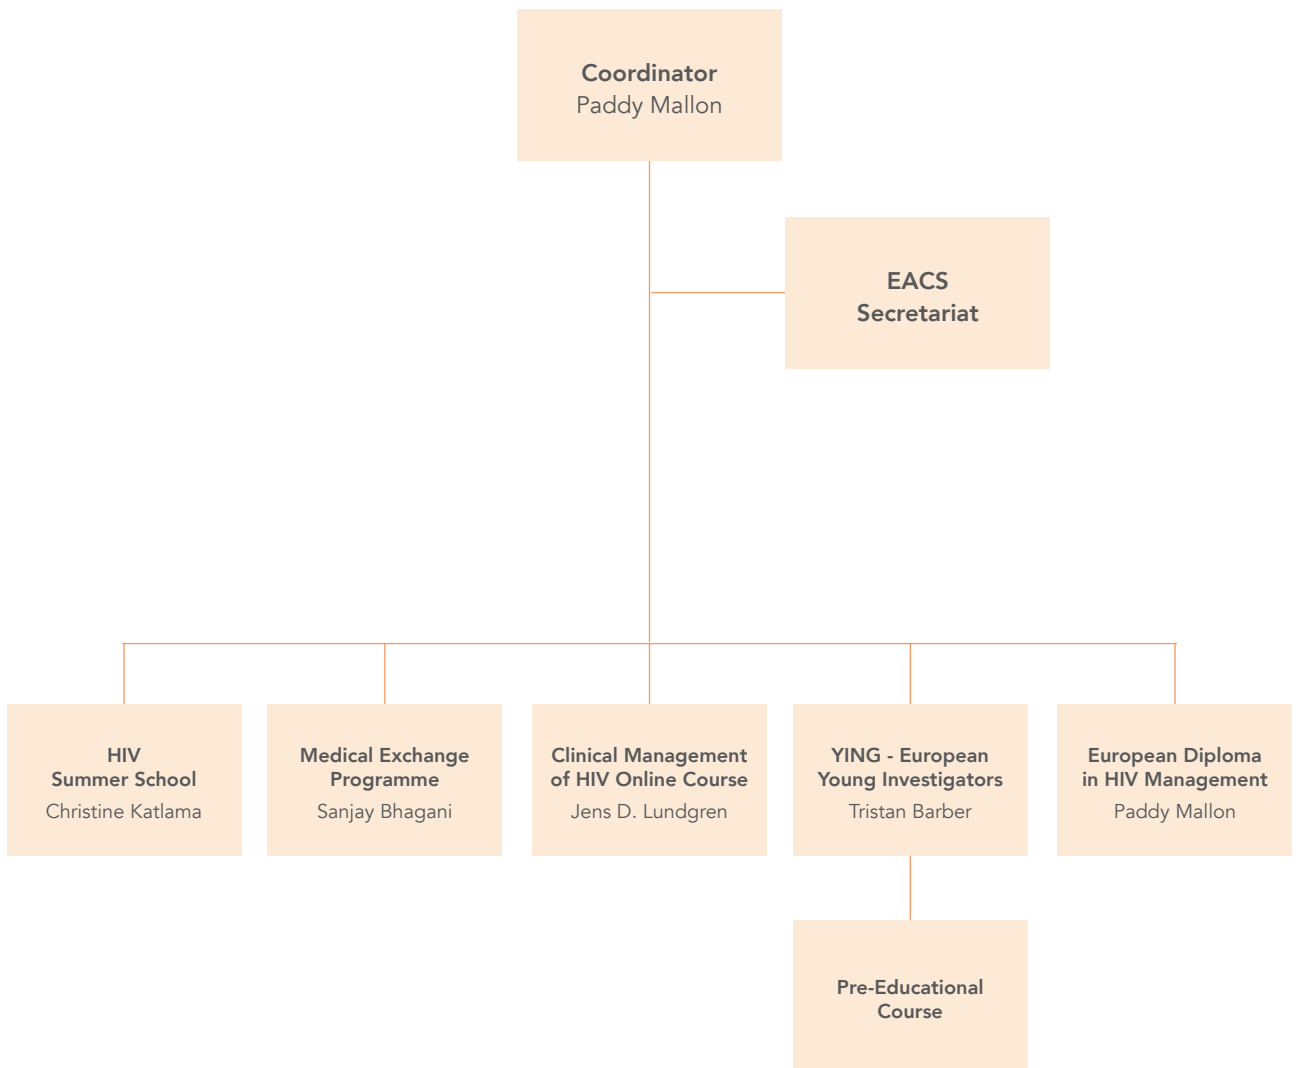 Coordinator
Paddy Mallon
EACS
Secretariat
HIV
Summer School
Christine Katlama
Medical Exchange
Programme
Sanjay Bhagani
Clinical Management
of HIV Online Course
Jens D. Lundgren
YING - European
Young Investigators
Tristan Barber
European Diploma
in HIV Management
Paddy Mallon
Pre-Educational
Course